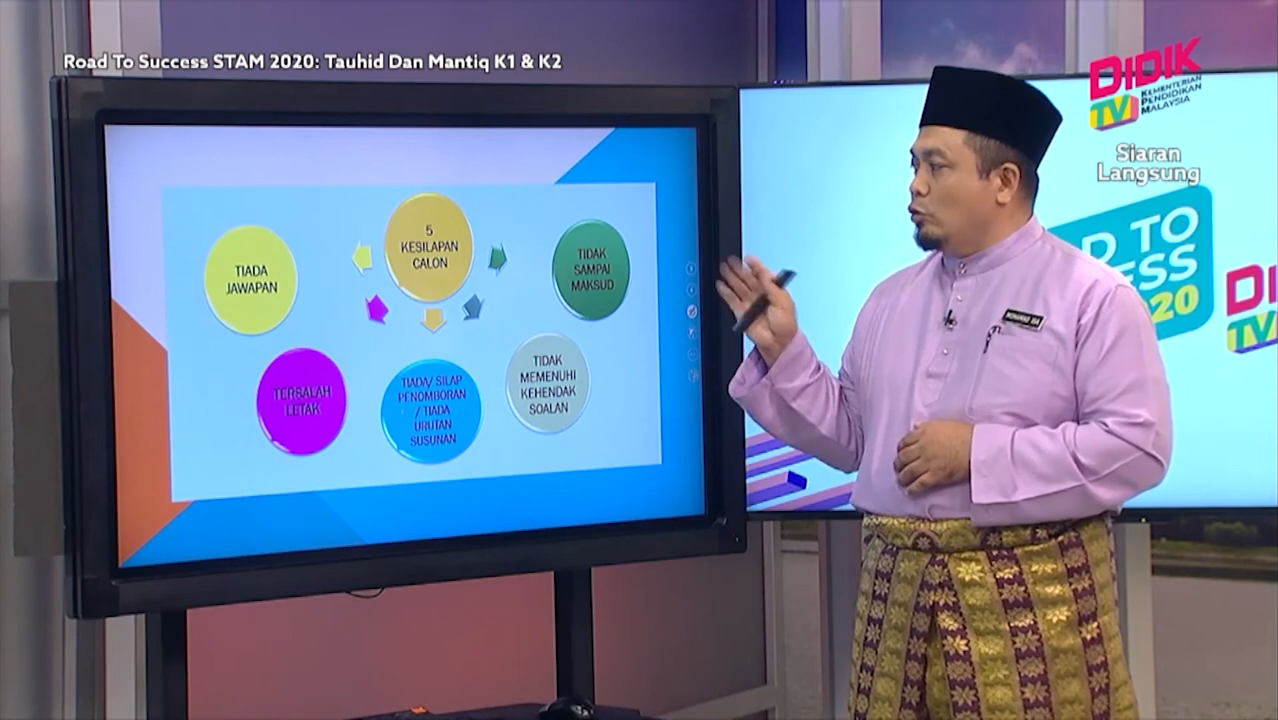 Road To Success STAM 2020: Tauhid Dan Mantiq K1 & K2
DIDIK
TV
KEMENTERIAN
PENDIDIKAN
MALAYSIA
Siaran
Langsung
5
KESILAPAN
CALON
TIADA
JAWAPAN
TIDAK
SAMPAI
MAKSUD
TERSALAH
LETAK
TIADA/ SILAP
PENOMBORAN
/ TIADA
URUTAN
SUSUNAN
TIDAK
MEMENUHI
KEHENDAK
SOALAN
D TO
ESS
20
DID
TV